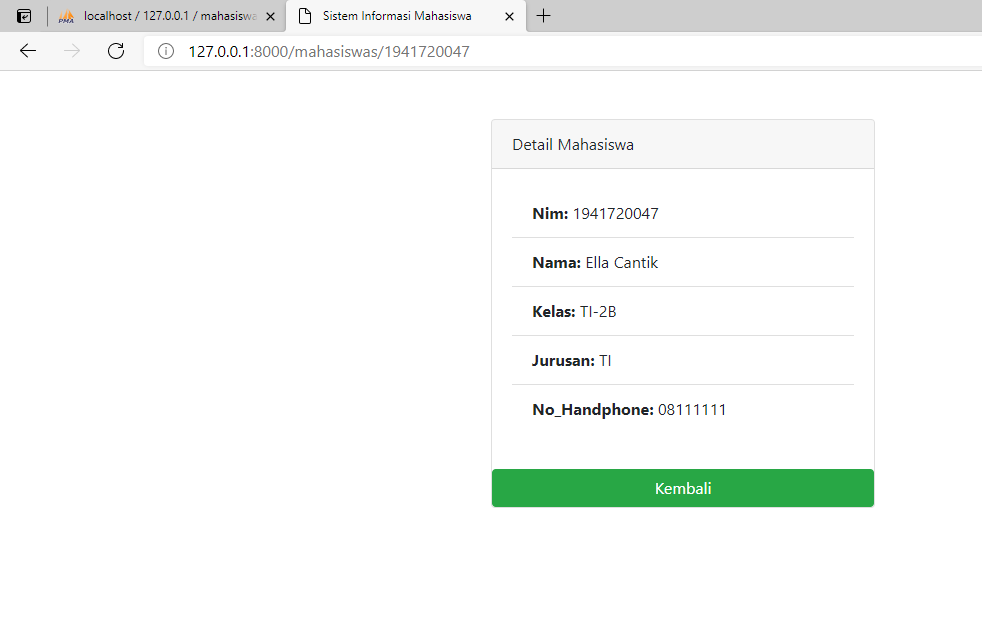 localhost / 127.0.0.1 / mahasiswa
Sistem Informasi Mahasiswa
127.0.0.1:8000/mahasiswas/1941720047
Detail Mahasiswa
Nim: 1941720047
Nama: Ella Cantik
Kelas: TI-2B
Jurusan: TI
No_Handphone: 08111111
Kembali